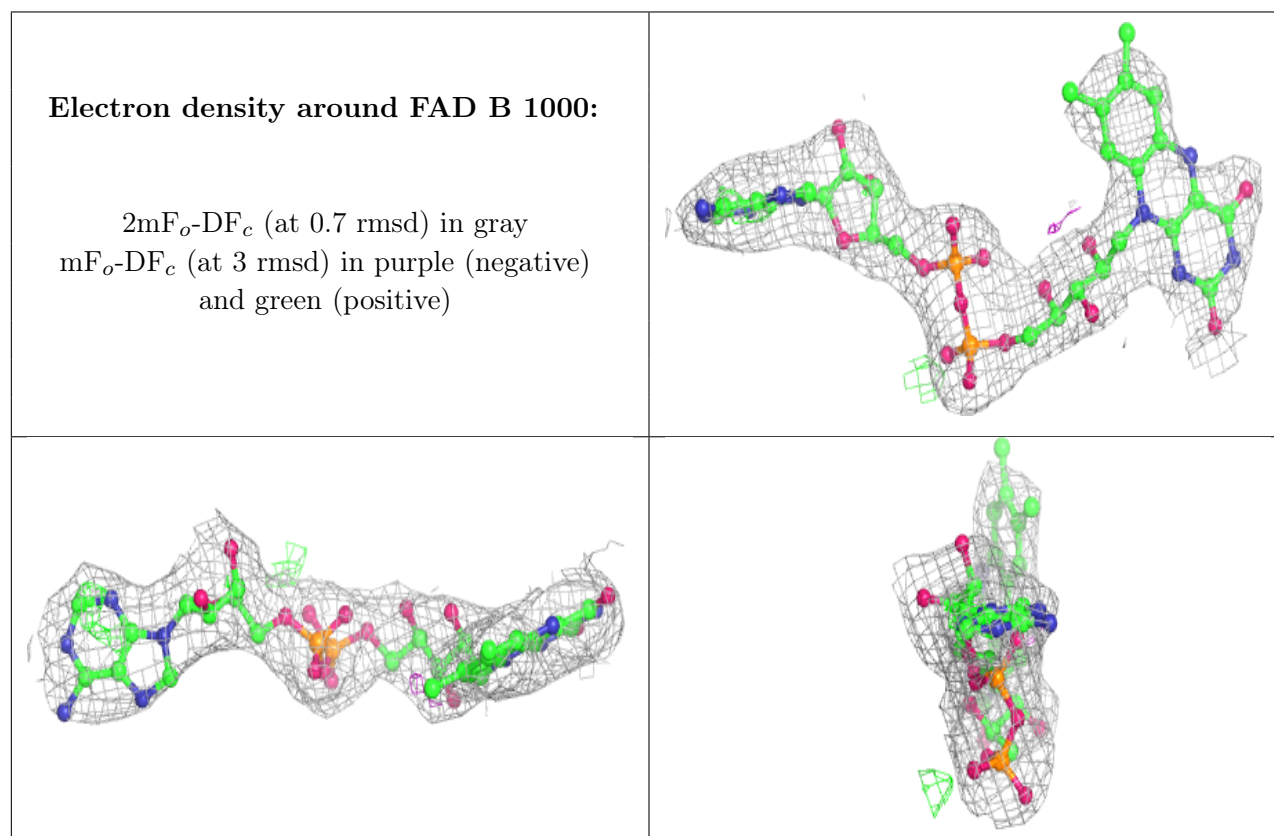 Electron density around FAD B 1000:
2mFo-DFc (at 0.7 rmsd) in gray
mFo-DFc (at 3 rmsd) in purple (negative)
and green (positive)